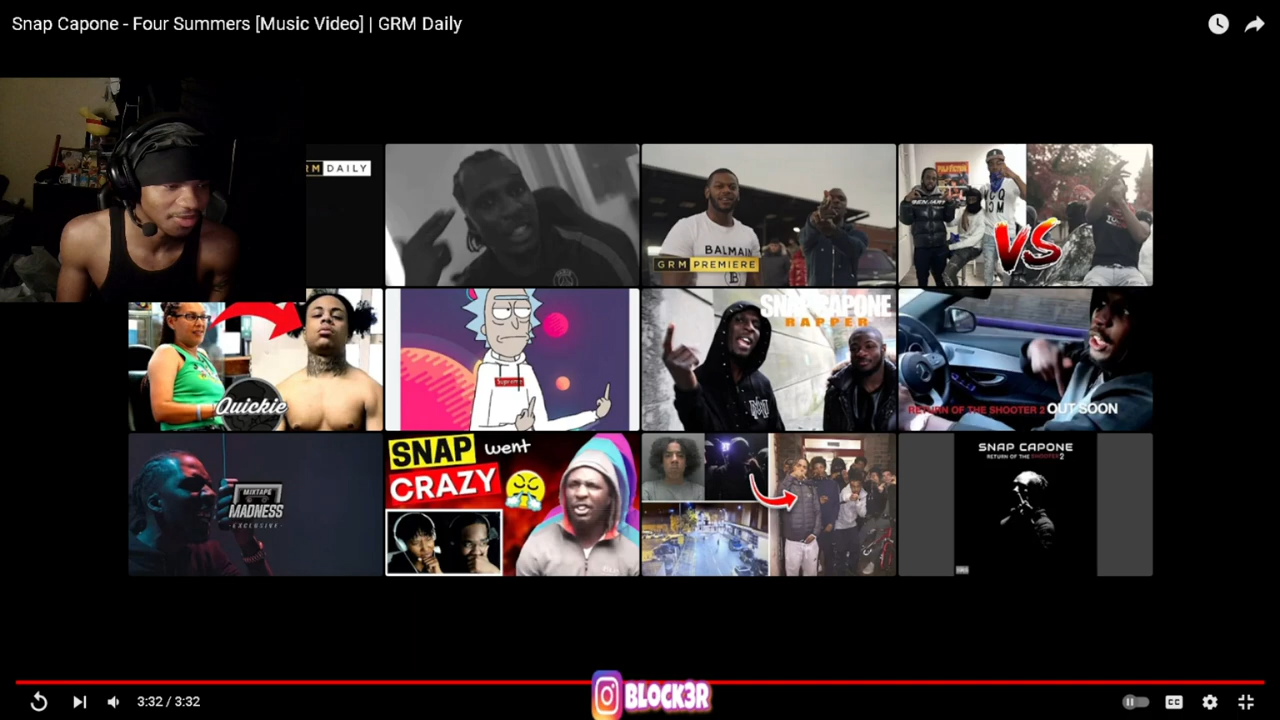 Snap Capone - Four Summers [Music Video] | GRM Daily
RM DAILY
BALMAIN
GRM PREMIERE
VS
Quickie
Supreme
SNAP CAPONE
RAPPER
RETURN OF THE SHOOTER 2 OUT SOON
MIXTAPE
MADNESS
- EXCLUSIVE -
SNAP went
CRAZY
SNAP CAPONE
RETURN OF THE SHOOTER 2
3:32 / 3:32
BLOCK3R
CC